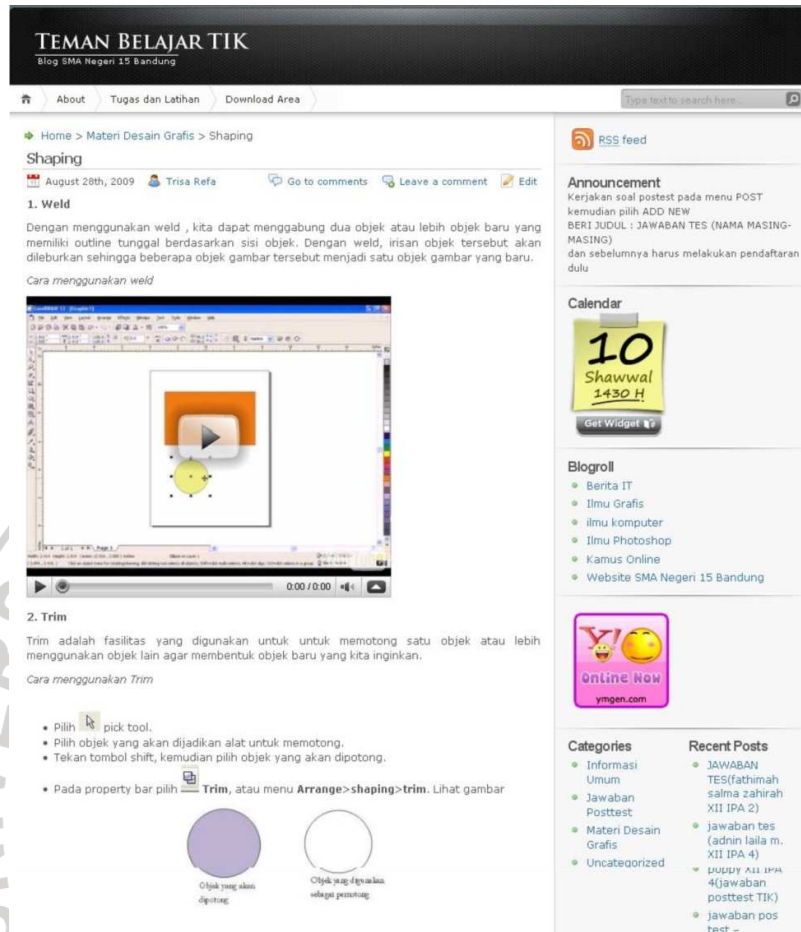 TEMAN BELAJAR TIK
Blog SMA Negeri 15 Bandung
About
Tugas dan Latihan
Download Area
Type text to search here...
Home > Materi Desain Grafis > Shaping
Shaping
August 28th, 2009
Trisa Refa
Go to comments
Leave a comment
Edit
1. Weld
Dengan menggunakan weld , kita dapat menggabung dua objek atau lebih objek baru yang
memiliki outline tunggal berdasarkan sisi objek. Dengan weld, irisan objek tersebut akan
dileburkan sehingga beberapa objek gambar tersebut menjadi satu objek gambar yang baru.
Cara menggunakan weld
0:00 / 0:00
2. Trim
Trim adalah fasilitas yang digunakan untuk untuk memotong satu objek atau lebih
menggunakan objek lain agar membentuk objek baru yang kita inginkan.
Cara menggunakan Trim
Pilih pick tool.
Pilih objek yang akan dijadikan alat untuk memotong.
Tekan tombol shift, kemudian pilih objek yang akan dipotong.
Pada property bar pilih Trim, atau menu Arrange>shaping>trim. Lihat gambar
Objek yang akan
dipotong
Objek yang digunakan
sebagai pemotong
RSS feed
Announcement
Kerjakan soal postest pada menu POST
kemudian pilih ADD NEW
BERI JUDUL : JAWABAN TES (NAMA MASING-
MASING)
dan sebelumnya harus melakukan pendaftaran
dulu
Calendar
10
Shawwal
1430 H
Get Widget
Blogroll
Berita IT
Ilmu Grafis
ilmu komputer
Ilmu Photoshop
Kamus Online
Website SMA Negeri 15 Bandung
Y!
Online Now
ymgen.com
Categories
Informasi
Umum
Jawaban
Posttest
Materi Desain
Grafis
Uncategorized
Recent Posts
JAWABAN
TES(fathimah
salma zahirah
XII IPA 2)
jawaban tes
(adnin laila m.
XII IPA 4)
puppy XII IPA
4(jawaban
posttest TIK)
jawaban pos
test –